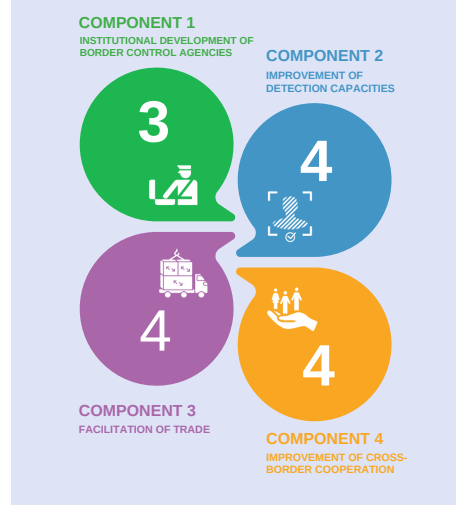 COMPONENT 1
INSTITUTIONAL DEVELOPMENT OF
BORDER CONTROL AGENCIES
3
COMPONENT 2
IMPROVEMENT OF
DETECTION CAPACITIES
4
4
COMPONENT 3
FACILITATION OF TRADE
4
COMPONENT 4
IMPROVEMENT OF CROSS-
BORDER COOPERATION